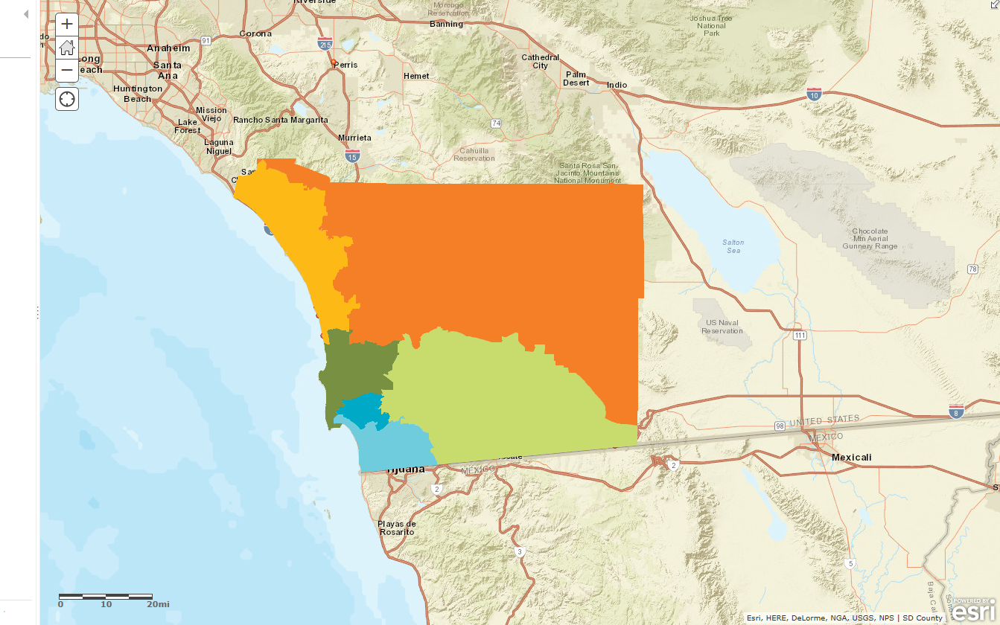 Riverside
Morongo
Reservation
Banning
Joshua Tree
National
Park
+
Corona
91
215
Anaheim
Long
Beach
Santa
Ana
−
Perris
Hemet
Cathedral
City
Palm
Desert
Indio
10
Huntington
Beach
Mission
Viejo
Lake
Forest
Rancho Santa Margarita
74
Laguna
Niguel
Murrieta
15
Cahuilla
Reservation
Santa Rosa San
Jacinto Mountains
National Monument
San
Salton
Sea
Chocolate
Mtn Aerial
Gunnery Range
78
US Naval
Reservation
111
8
UNITED STATES
98
MEXICO
Mexicali
Tijuana
MEXICO
2
2
Playas de
Rosarito
3
5
Baja Cal
0 10 20mi
POWERED BY
esri
Esri, HERE, DeLorme, NGA, USGS, NPS | SD County